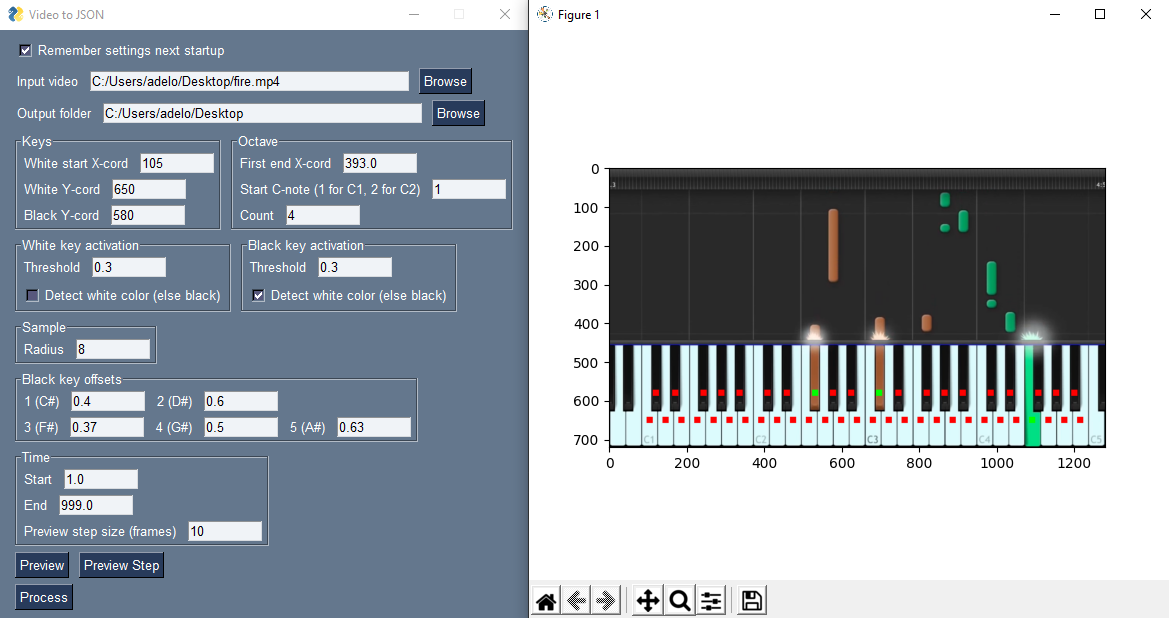 Video to JSON
Remember settings next startup
Input video C:/Users/adelo/Desktop/fire.mp4 Browse
Output folder C:/Users/adelo/Desktop Browse
Keys
White start X-cord 105
White Y-cord 650
Black Y-cord 580
Octave
First end X-cord 393.0
Start C-note (1 for C1, 2 for C2) 1
Count 4
White key activation
Threshold 0.3
Detect white color (else black)
Black key activation
Threshold 0.3
Detect white color (else black)
Sample
Radius 8
Black key offsets
1 (C#) 0.4 2 (D#) 0.6
3 (F#) 0.37 4 (G#) 0.5 5 (A#) 0.63
Time
Start 1.0
End 999.0
Preview step size (frames) 10
Preview Preview Step
Process
Figure 1
0
100
200
300
400
500
600
700
C1 C2 C3 C4 C5
0 200 400 600 800 1000 1200